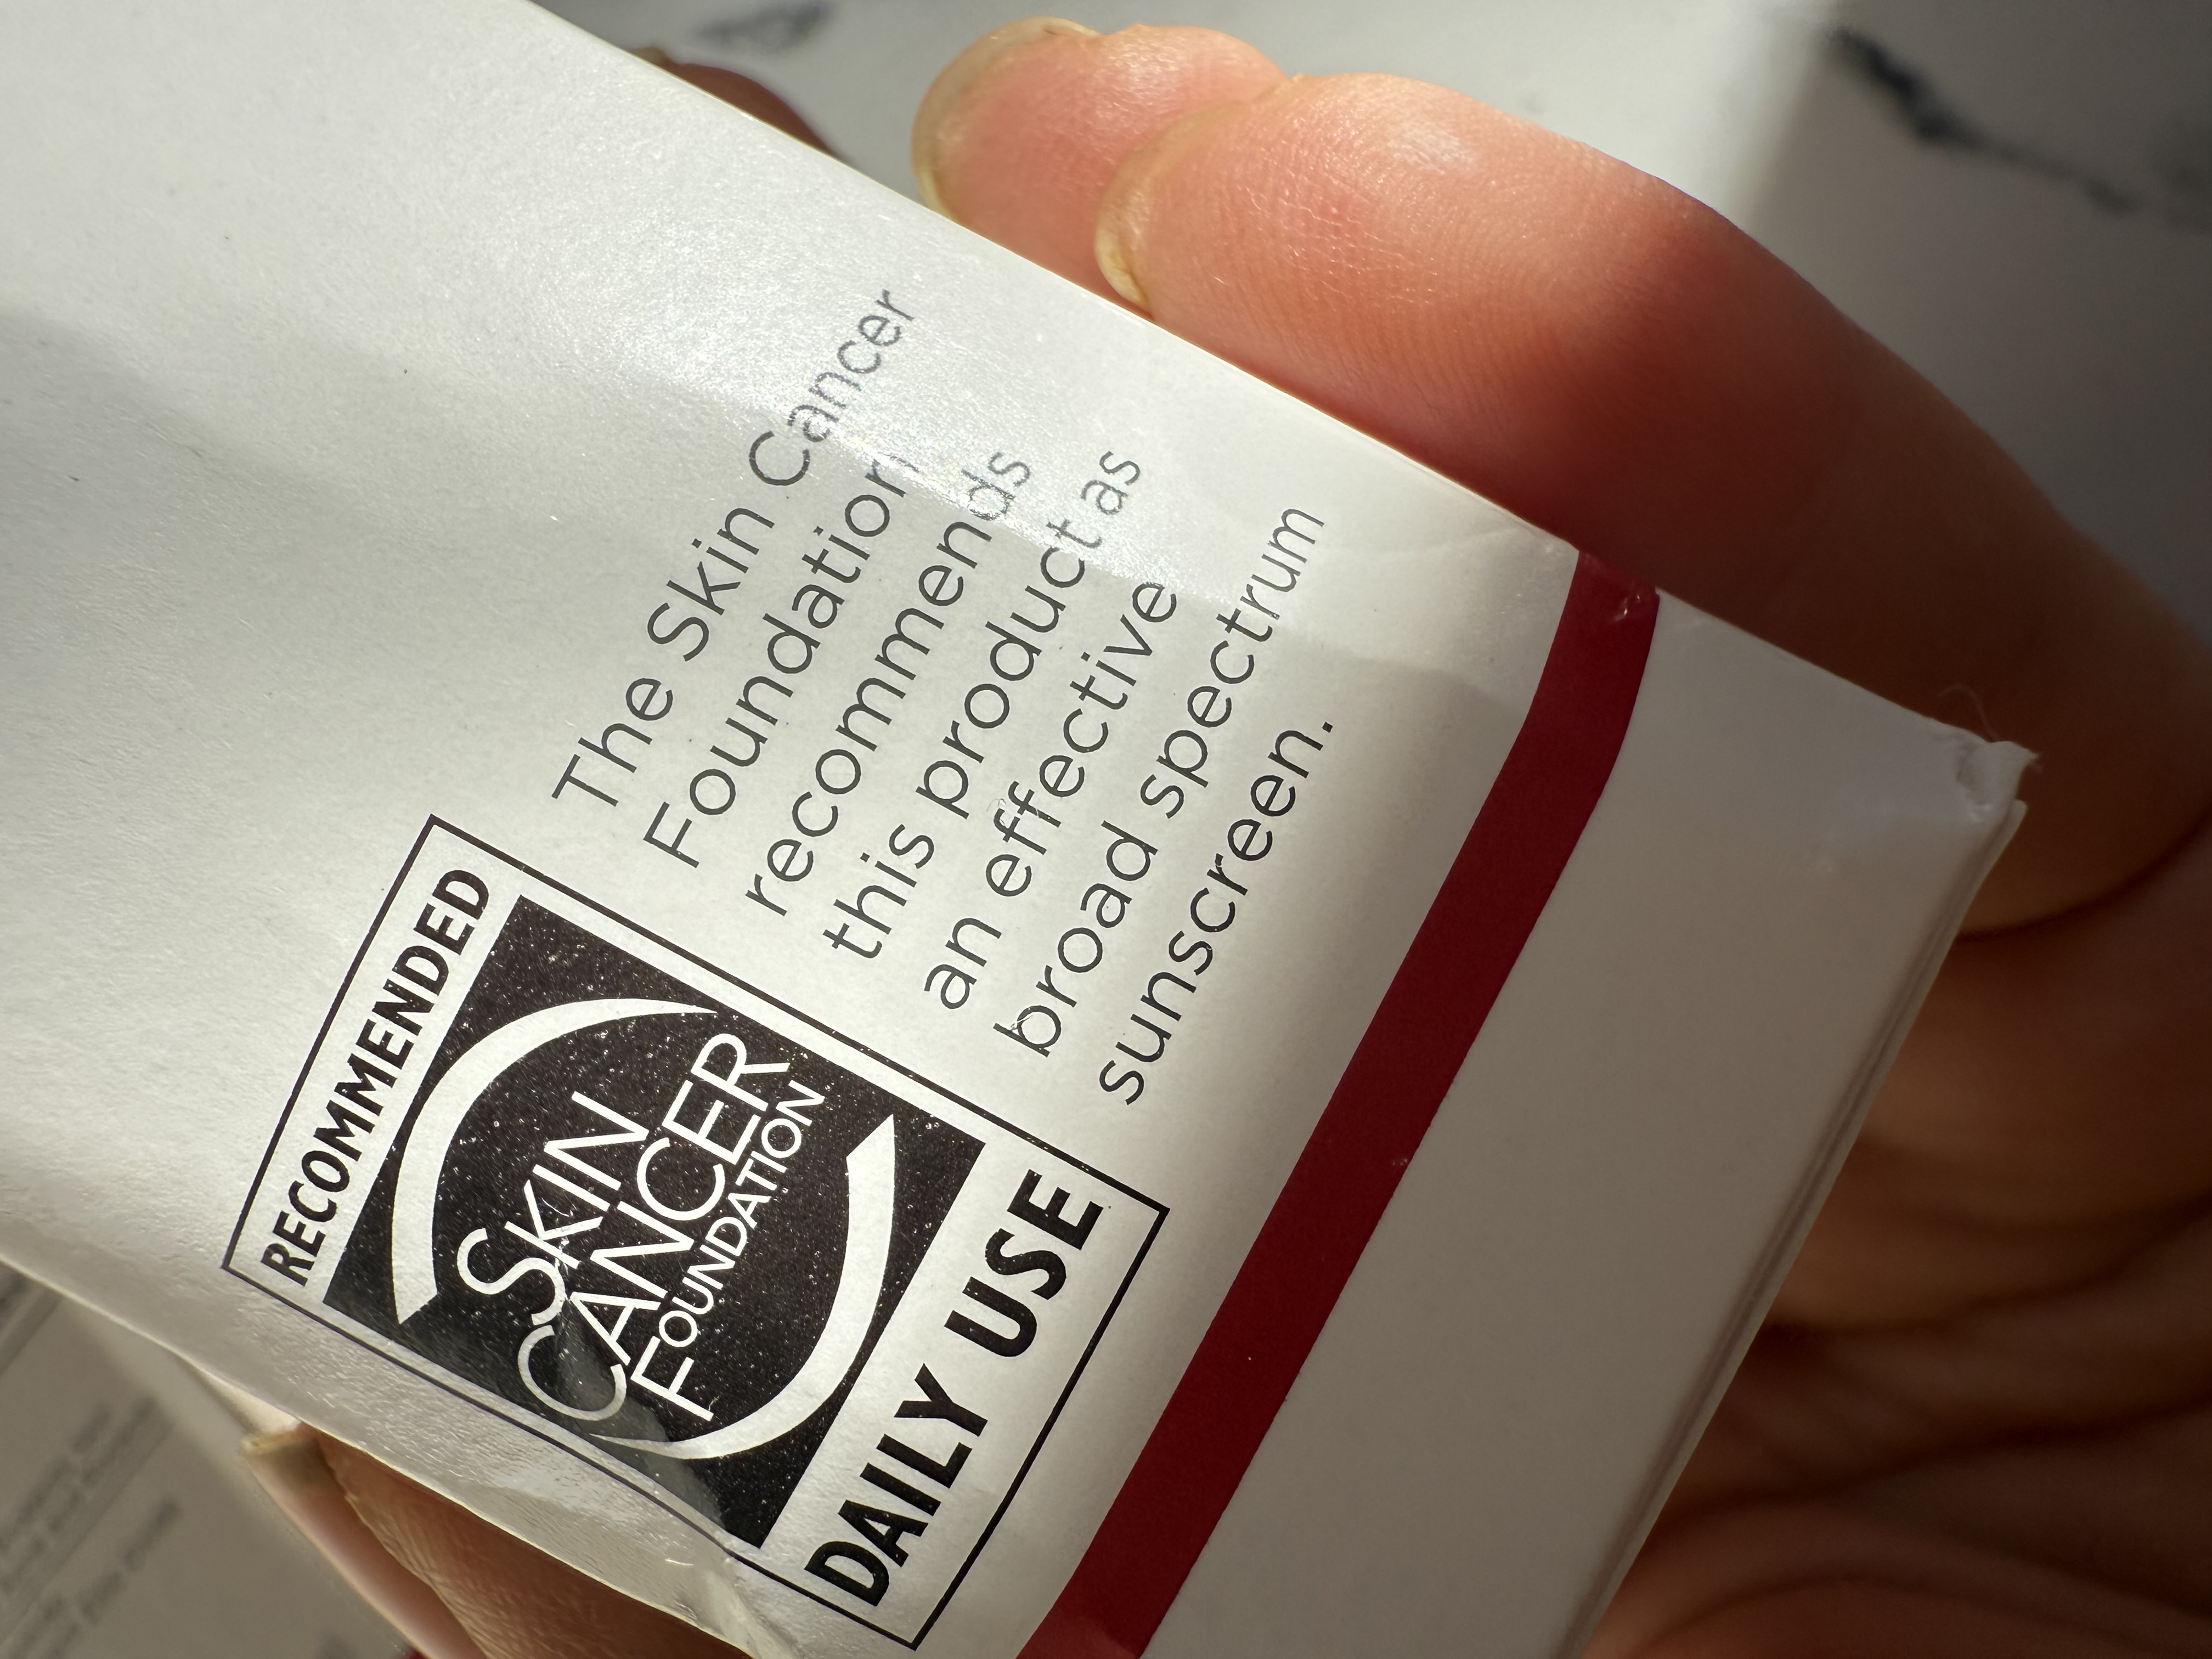 RECOMMENDED
SKIN
CANCER
FOUNDATION
DAILY USE
The Skin Cancer
Foundation
recommends
this product as
an effective
broad spectrum
sunscreen.